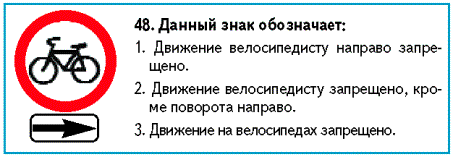 48. Данный знак обозначает:
1. Движение велосипедисту направо запре-
щено.
2. Движение велосипедисту запрещено, кро-
ме поворота направо.
3. Движение на велосипедах запрещено.